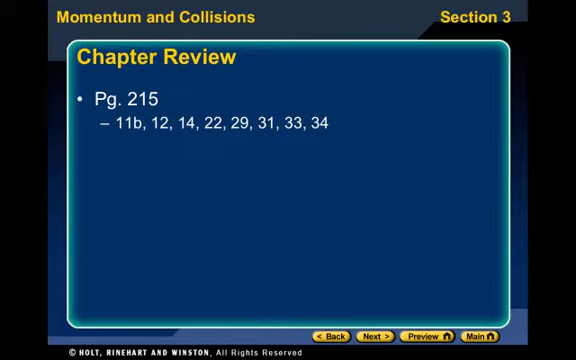 Momentum and Collisions
Section 3
Chapter Review
• Pg. 215
– 11b, 12, 14, 22, 29, 31, 33, 34
< Back
Next >
Preview
Main
© HOLT, RINEHART AND WINSTON, All Rights Reserved